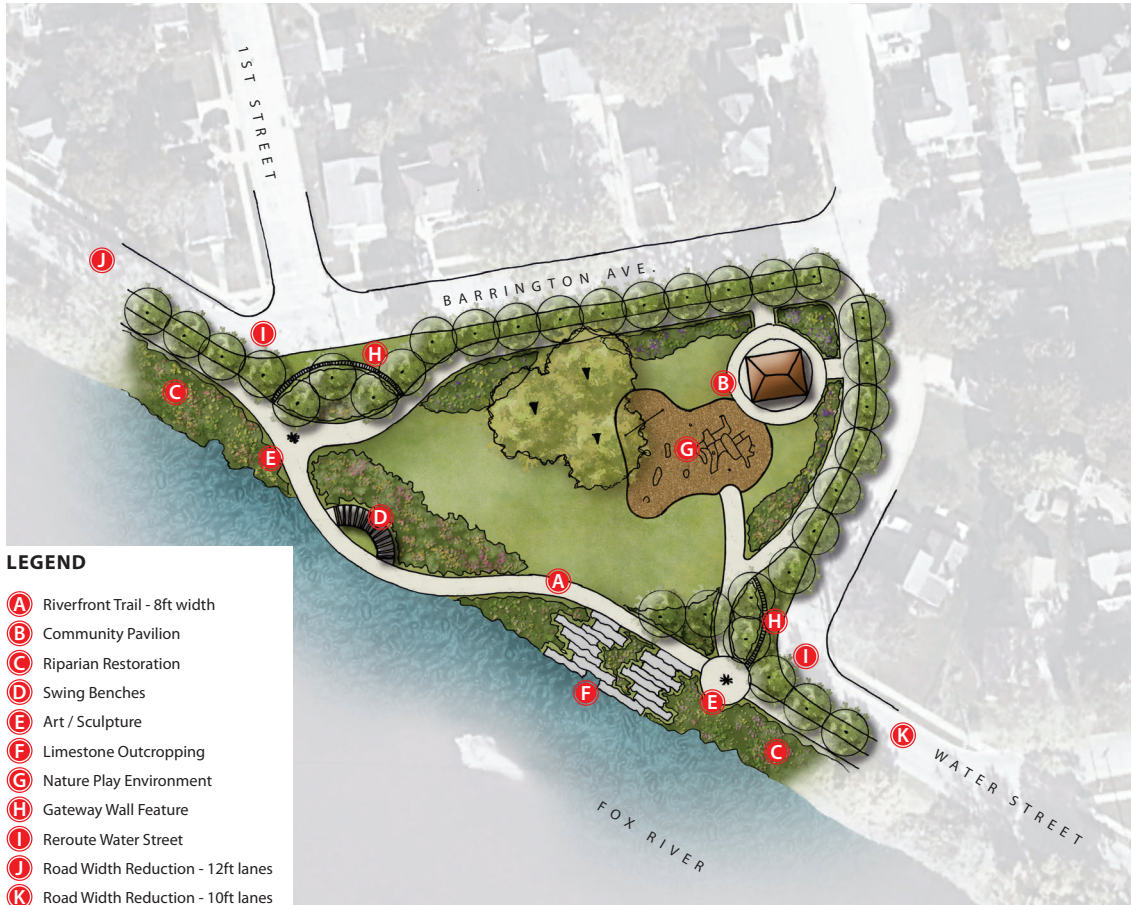 1ST STREET
J
BARRINGTON AVE.
I
H
B
C
G
E
D
A
H
I
F
E
K
C
WATER STREET
FOX RIVER
LEGEND
A Riverfront Trail - 8ft width
B Community Pavilion
C Riparian Restoration
D Swing Benches
E Art / Sculpture
F Limestone Outcropping
G Nature Play Environment
H Gateway Wall Feature
I Reroute Water Street
J Road Width Reduction - 12ft lanes
K Road Width Reduction - 10ft lanes